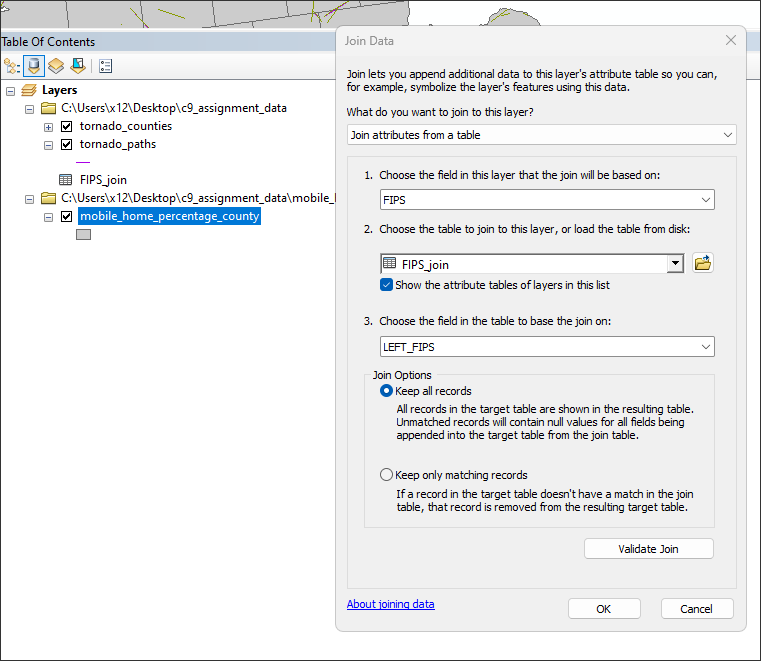 Table Of Contents
Layers
C:\Users\x12\Desktop\c9_assignment_data
tornado_counties
tornado_paths
FIPS_join
C:\Users\x12\Desktop\c9_assignment_data\mobile_
mobile_home_percentage_county
Join Data
Join lets you append additional data to this layer's attribute table so you can,
for example, symbolize the layer's features using this data.
What do you want to join to this layer?
Join attributes from a table
1. Choose the field in this layer that the join will be based on:
FIPS
2. Choose the table to join to this layer, or load the table from disk:
FIPS_join
Show the attribute tables of layers in this list
3. Choose the field in the table to base the join on:
LEFT_FIPS
Join Options
Keep all records
All records in the target table are shown in the resulting table.
Unmatched records will contain null values for all fields being
appended into the target table from the join table.
Keep only matching records
If a record in the target table doesn't have a match in the join
table, that record is removed from the resulting target table.
Validate Join
About joining data
OK
Cancel